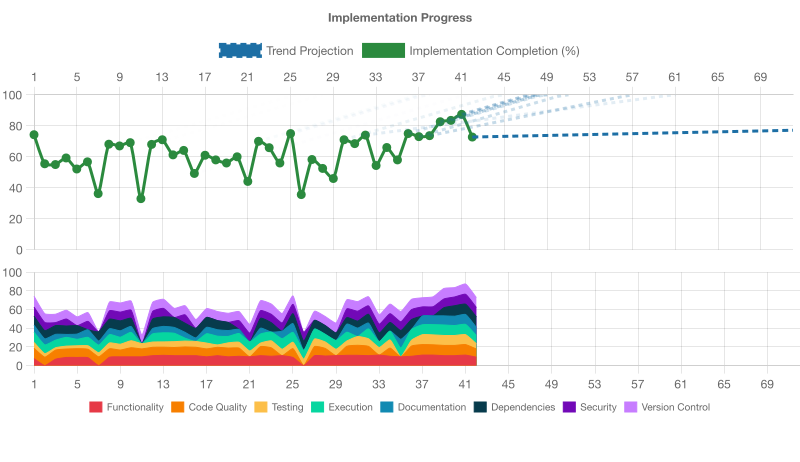 Implementation Progress
Trend Projection Implementation Completion (%)
1 5 9 13 17 21 25 29 33 37 41 45 49 53 57 61 65 69
100
80
60
40
20
0
100
80
60
40
20
0
1 5 9 13 17 21 25 29 33 37 41 45 49 53 57 61 65 69
Functionality Code Quality Testing Execution Documentation Dependencies Security Version Control